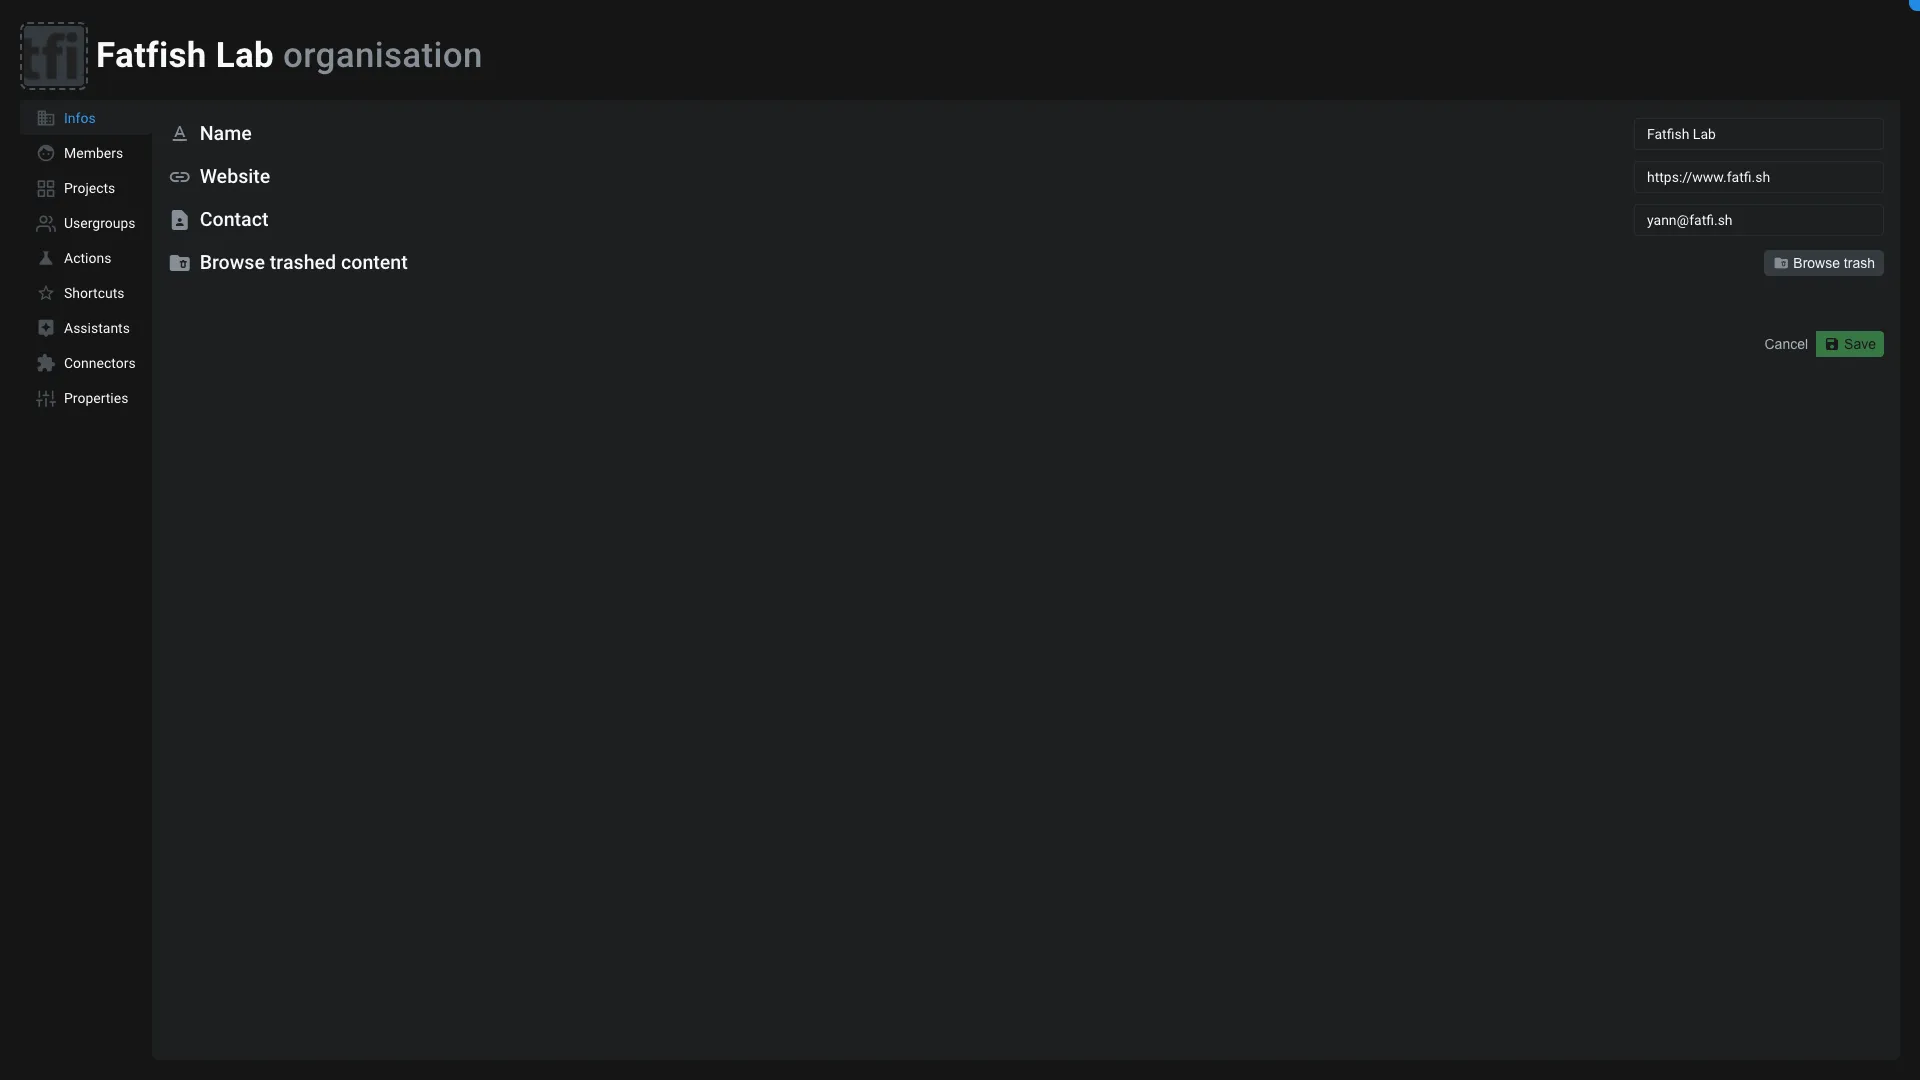 tfi
Fatfish Lab organisation
Infos
Members
Projects
Usergroups
Actions
Shortcuts
Assistants
Connectors
Properties
Name
Fatfish Lab
Website
https://www.fatfi.sh
Contact
yann@fatfi.sh
Browse trashed content
Browse trash
Cancel
Save